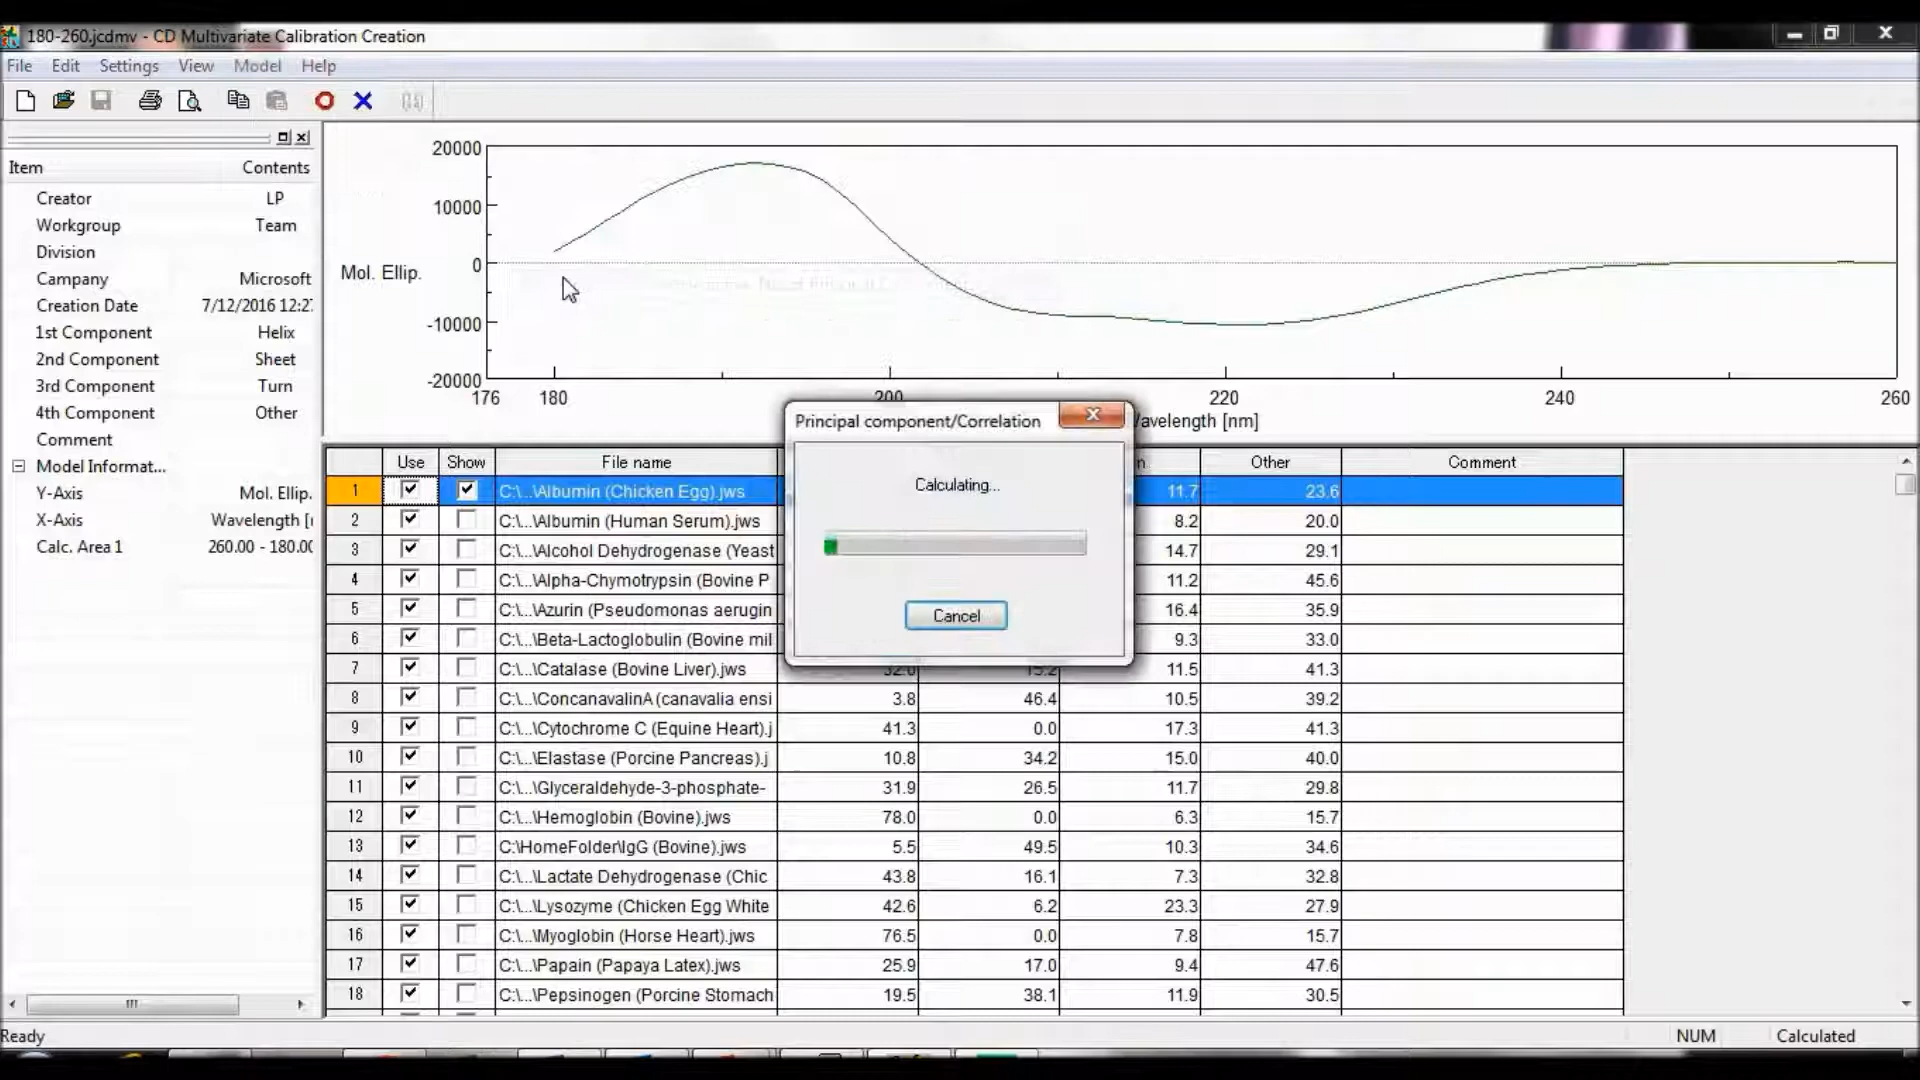 180-260.jcdmv - CD Multivariate Calibration Creation
File Edit Settings View Model Help
Item Contents
Creator LP
Workgroup Team
Division
Campany Microsoft
Creation Date 7/12/2016 12:2
1st Component Helix
2nd Component Sheet
3rd Component Turn
4th Component Other
Comment
Model Informat...
Y-Axis Mol. Ellip.
X-Axis Wavelength [
Calc. Area 1 260.00 - 180.00
20000
10000
Mol. Ellip. 0
-10000
-20000
176 180 200 220 240 260
avelength [nm]
Principal component/Correlation
Calculating...
Cancel
Use Show File name n Other Comment
1 C:\...\Albumin (Chicken Egg).jws 11.7 23.6
2 C:\...\Albumin (Human Serum).jws 8.2 20.0
3 C:\...\Alcohol Dehydrogenase (Yeast 14.7 29.1
4 C:\...\Alpha-Chymotrypsin (Bovine P 11.2 45.6
5 C:\...\Azurin (Pseudomonas aerugin 16.4 35.9
6 C:\...\Beta-Lactoglobulin (Bovine mil 9.3 33.0
7 C:\...\Catalase (Bovine Liver).jws 32.0 15.2 11.5 41.3
8 C:\...\ConcanavalinA (canavalia ensi 3.8 46.4 10.5 39.2
9 C:\...\Cytochrome C (Equine Heart).j 41.3 0.0 17.3 41.3
10 C:\...\Elastase (Porcine Pancreas).j 10.8 34.2 15.0 40.0
11 C:\...\Glyceraldehyde-3-phosphate- 31.9 26.5 11.7 29.8
12 C:\...\Hemoglobin (Bovine).jws 78.0 0.0 6.3 15.7
13 C:\HomeFolder\IgG (Bovine).jws 5.5 49.5 10.3 34.6
14 C:\...\Lactate Dehydrogenase (Chic 43.8 16.1 7.3 32.8
15 C:\...\Lysozyme (Chicken Egg White 42.6 6.2 23.3 27.9
16 C:\...\Myoglobin (Horse Heart).jws 76.5 0.0 7.8 15.7
17 C:\...\Papain (Papaya Latex).jws 25.9 17.0 9.4 47.6
18 C:\...\Pepsinogen (Porcine Stomach 19.5 38.1 11.9 30.5
Ready NUM Calculated